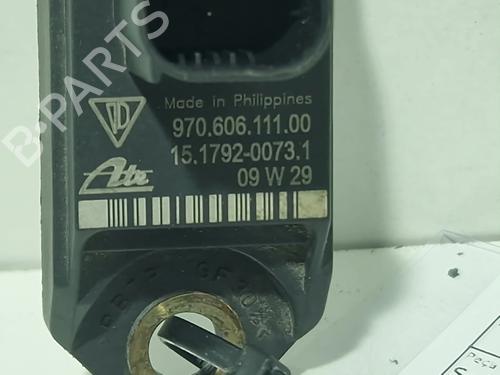 B-PARTS
Made in Philippines
970.606.111.00
15.1792-0073.1
Ate
09 W 29